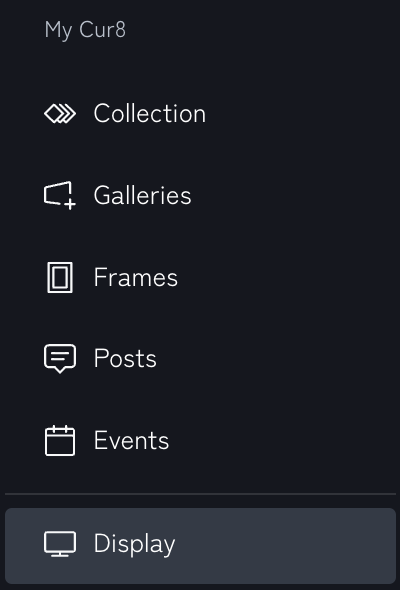 My Cur8
Collection
Galleries
Frames
Posts
Events
Display